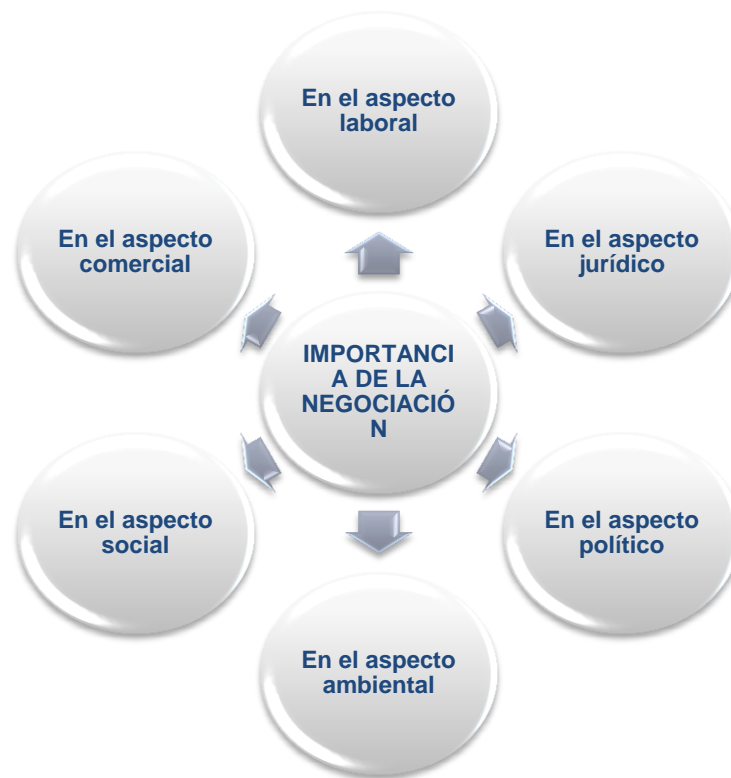 En el aspecto
laboral
En el aspecto
jurídico
En el aspecto
político
En el aspecto
ambiental
En el aspecto
social
En el aspecto
comercial
IMPORTANCI
A DE LA
NEGOCIACIÓ
N